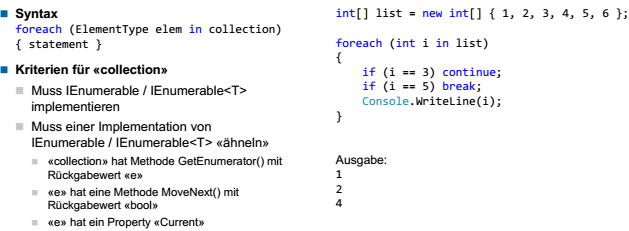 Syntax
foreach (ElementType elem in collection)
{ statement }
Kriterien für «collection»
Muss IEnumerable / IEnumerable<T>
implementieren
Muss einer Implementation von
IEnumerable / IEnumerable<T> «ähneln»
«collection» hat Methode GetEnumerator() mit
Rückgabewert «e»
«e» hat eine Methode MoveNext() mit
Rückgabewert «bool»
«e» hat ein Property «Current»
int[] list = new int[] { 1, 2, 3, 4, 5, 6 };
foreach (int i in list)
{
if (i == 3) continue;
if (i == 5) break;
Console.WriteLine(i);
}
Ausgabe:
1
2
4